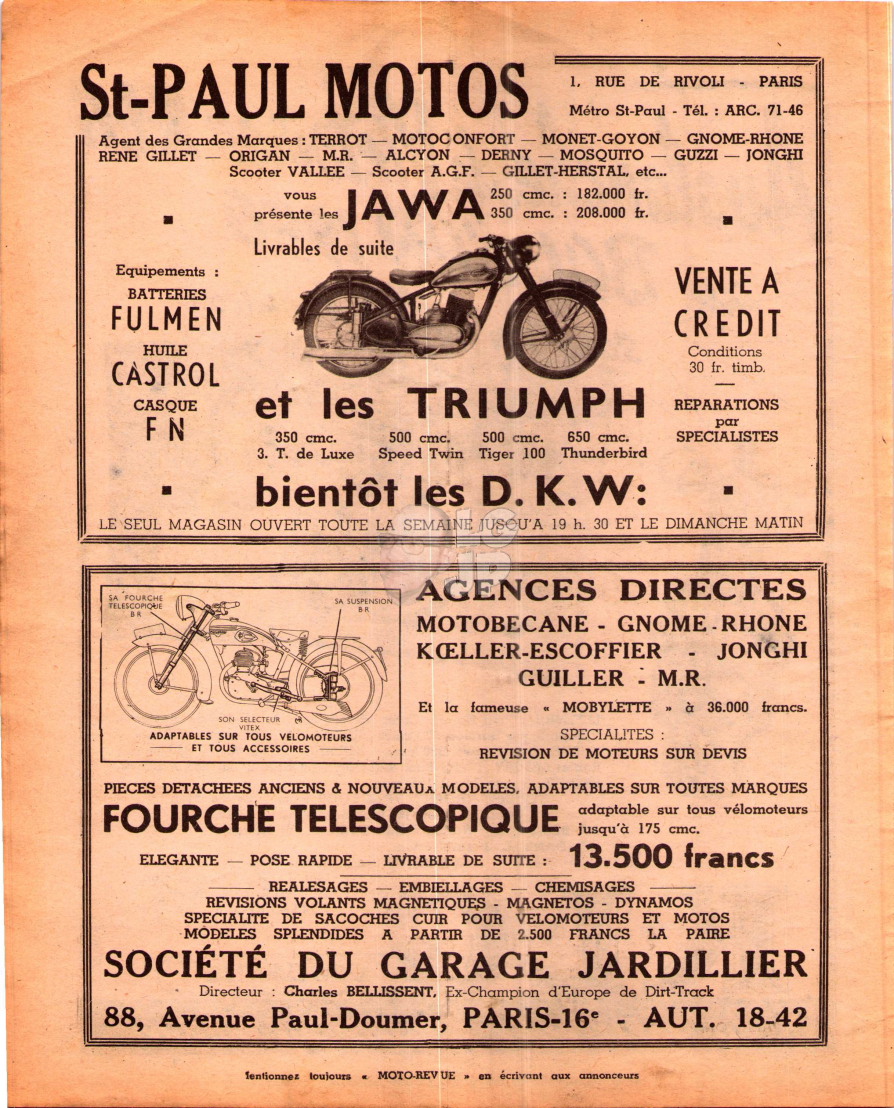 St-PAUL MOTOS
1, RUE DE RIVOLI - PARIS
Métro St-Paul - Tél. : ARC. 71-46
Agent des Grandes Marques : TERROT — MOTOCONFORT — MONET-GOYON — GNOME-RHONE
RENE GILLET — ORIGAN — M.R. — ALCYON — DERNY — MOSQUITO — GUZZI — JONGHI
Scooter VALLEE — Scooter A.G.F. — GILLET-HERSTAL, etc...
vous
présente les
JAWA
250 cmc. : 182.000 fr.
350 cmc. : 208.000 fr.
Livrables de suite
Equipements :
BATTERIES
FULMEN
HUILE
CASTROL
CASQUE
F N
VENTE A
CREDIT
Conditions
30 fr. timb.
REPARATIONS
par
SPECIALISTES
et les TRIUMPH
350 cmc. 500 cmc. 500 cmc. 650 cmc.
3. T. de Luxe Speed Twin Tiger 100 Thunderbird
bientôt les D. K. W:
LE SEUL MAGASIN OUVERT TOUTE LA SEMAINE JUSQU'A 19 h. 30 ET LE DIMANCHE MATIN
LG
JP
SA FOURCHE
TELESCOPIQUE
B·R
SA SUSPENSION
B·R
SON SELECTEUR
VITEX
ADAPTABLES SUR TOUS VELOMOTEURS
ET TOUS ACCESSOIRES
AGENCES DIRECTES
MOTOBECANE - GNOME-RHONE
KŒLLER-ESCOFFIER - JONGHI
GUILLER - M.R.
Et la fameuse « MOBYLETTE » à 36.000 francs.
SPECIALITES :
REVISION DE MOTEURS SUR DEVIS
PIECES DETACHEES ANCIENS & NOUVEAUx MODELES, ADAPTABLES SUR TOUTES MARQUES
FOURCHE TELESCOPIQUE
adaptable sur tous vélomoteurs
jusqu'à 175 cmc.
ELEGANTE — POSE RAPIDE — LIVRABLE DE SUITE : 13.500 francs
REALESAGES — EMBIELLAGES — CHEMISAGES
REVISIONS VOLANTS MAGNETIQUES - MAGNETOS - DYNAMOS
SPECIALITE DE SACOCHES CUIR POUR VELOMOTEURS ET MOTOS
MODELES SPLENDIDES A PARTIR DE 2.500 FRANCS LA PAIRE
SOCIÉTÉ DU GARAGE JARDILLIER
Directeur : Charles BELLISSENT, Ex-Champion d'Europe de Dirt-Track
88, Avenue Paul-Doumer, PARIS-16e - AUT. 18-42
entionnez toujours « MOTO-REVUE » en écrivant aux annonceurs